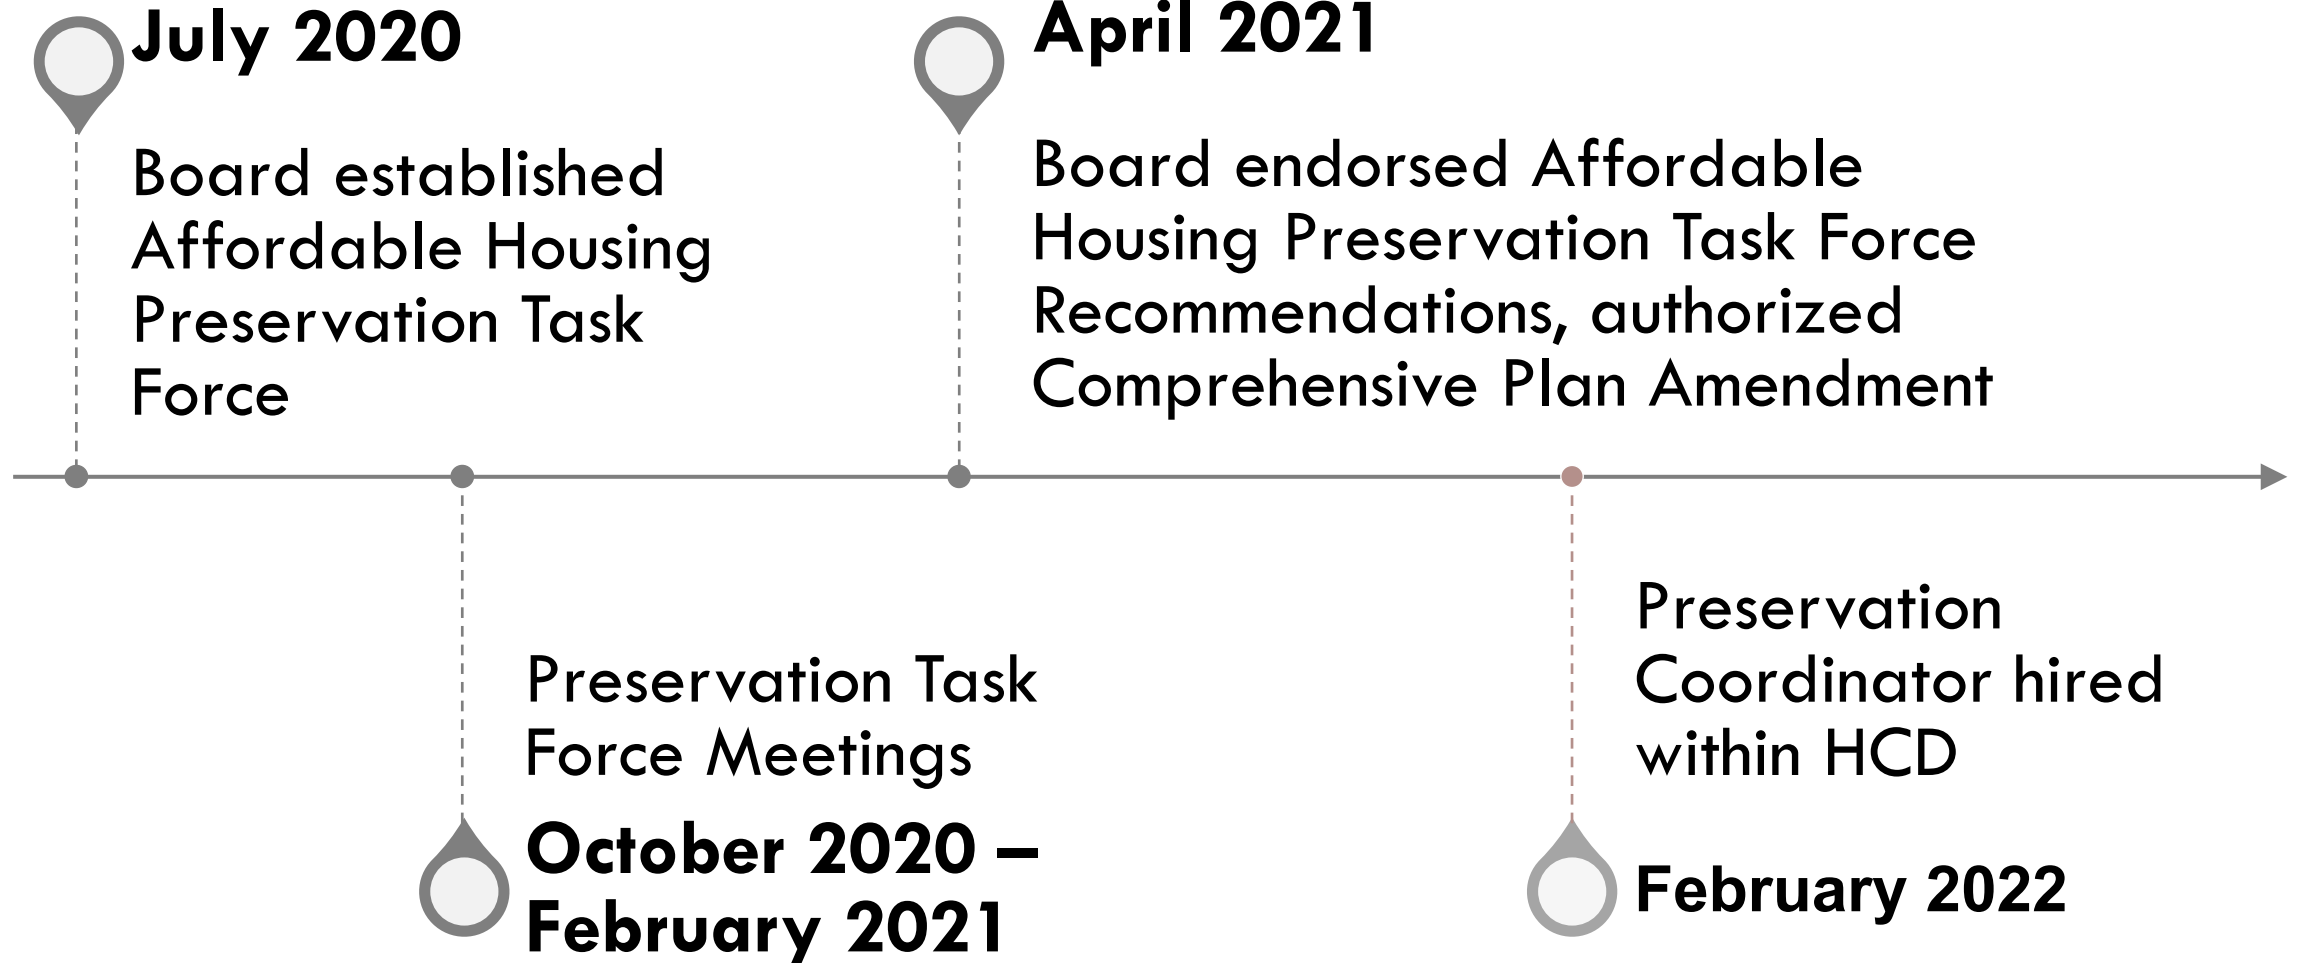 July 2020
Board established
Affordable Housing
Preservation Task
Force
April 2021
Board endorsed Affordable
Housing Preservation Task Force
Recommendations, authorized
Comprehensive Plan Amendment
Preservation Task
Force Meetings
October 2020 –
February 2021
Preservation
Coordinator hired
within HCD
February 2022